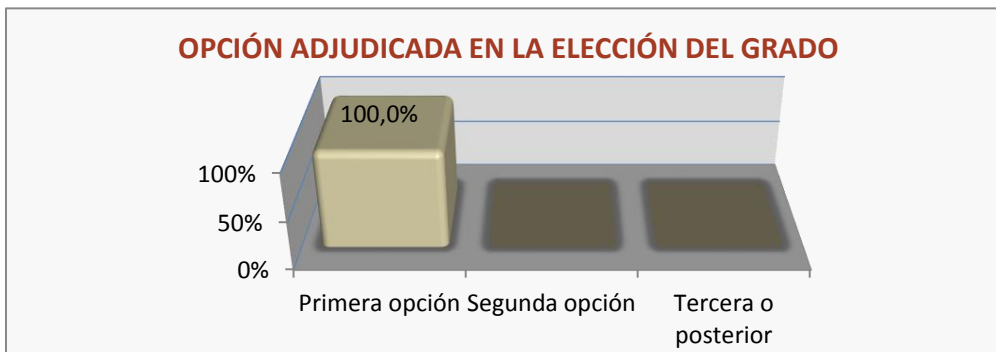 OPCIÓN ADJUDICADA EN LA ELECCIÓN DEL GRADO
100,0%
100%
50%
0%
Primera opción Segunda opción Tercera o
posterior